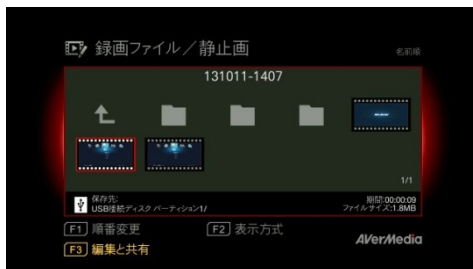 録画ファイル／静止画
名前順
131011-1407
1/1
保存先:
USB接続ディスク パーティション1/
期間:00:00:09
ファイルサイズ:1.8MB
F1 順番変更
F2 表示方式
F3 編集と共有
AVerMedia